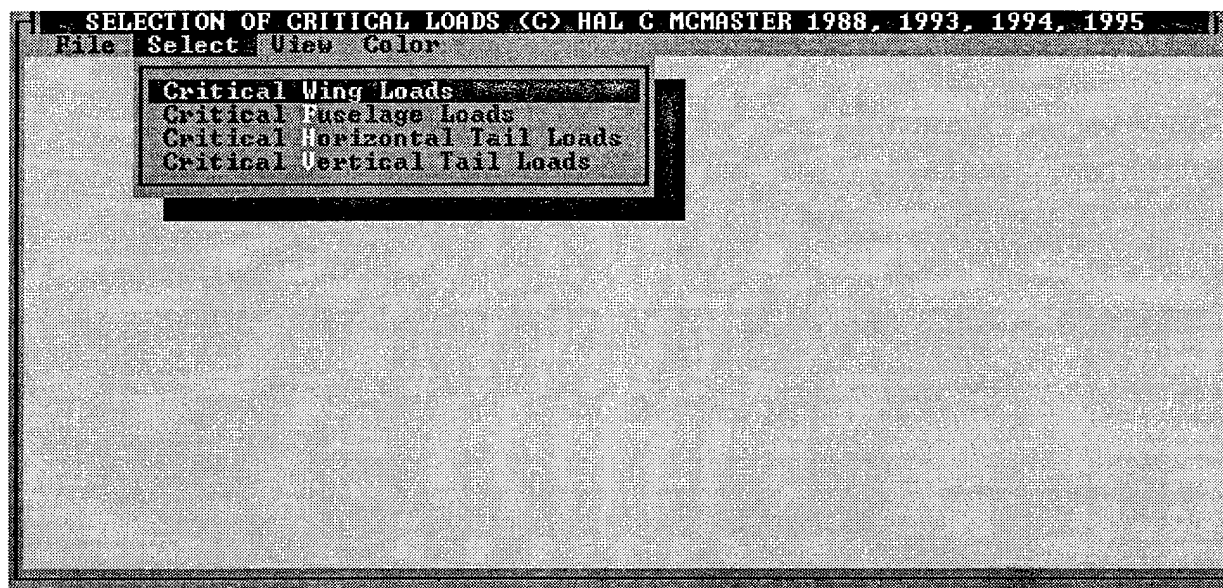 SELECTION OF CRITICAL LOADS (C) HAL C MCMASTER 1988, 1993, 1994, 1995
File Select View Color
Critical Wing Loads
Critical Fuselage Loads
Critical Horizontal Tail Loads
Critical Vertical Tail Loads